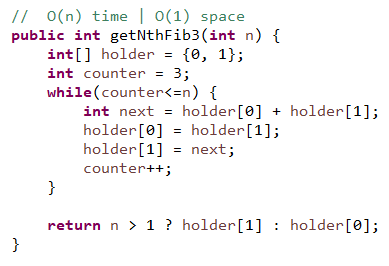 //  O(n) time | O(1) space
public int getNthFib3(int n) {
    int[] holder = {0, 1};
    int counter = 3;
    while(counter<=n) {
        int next = holder[0] + holder[1];
        holder[0] = holder[1];
        holder[1] = next;
        counter++;
    }

    return n > 1 ? holder[1] : holder[0];
}